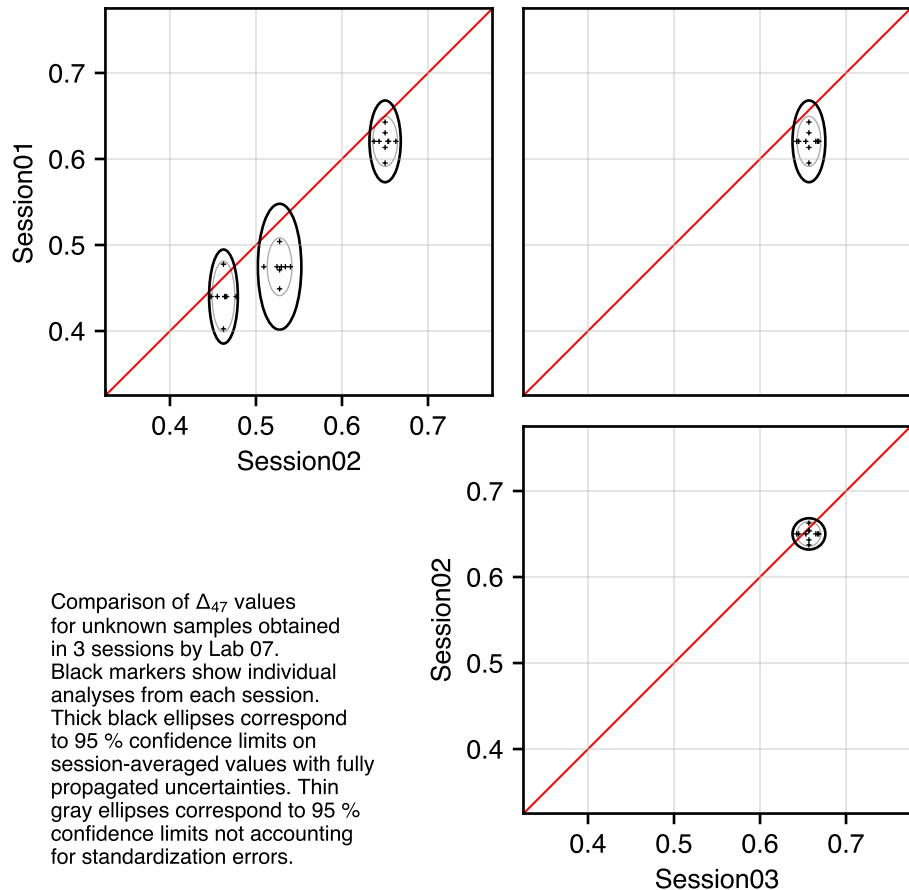 0.7
0.6
0.5
0.4
Session01
0.4 0.5 0.6 0.7
Session02
0.7
0.6
0.5
0.4
Session02
0.4 0.5 0.6 0.7
Session03
Comparison of Δ₄₇ values
for unknown samples obtained
in 3 sessions by Lab 07.
Black markers show individual
analyses from each session.
Thick black ellipses correspond
to 95 % confidence limits on
session-averaged values with fully
propagated uncertainties. Thin
gray ellipses correspond to 95 %
confidence limits not accounting
for standardization errors.